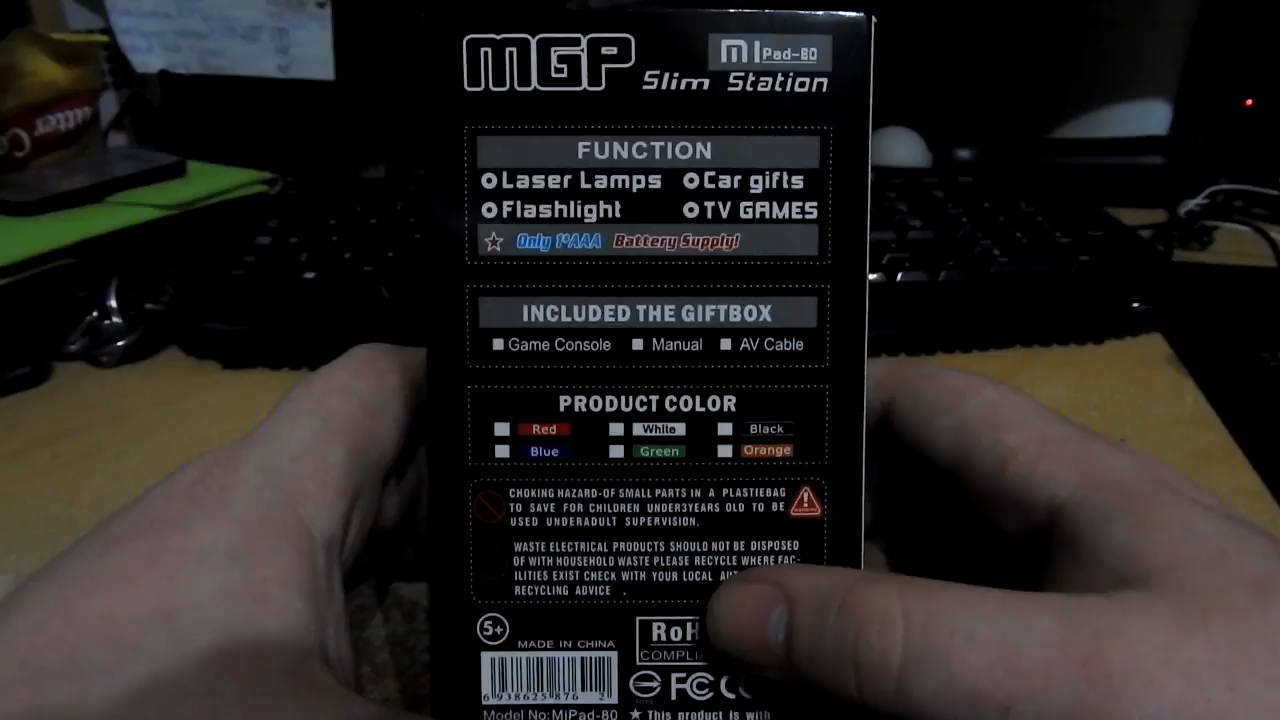 MGP
MI Pad-80
Slim Station
FUNCTION
Laser Lamps Car gifts
Flashlight TV GAMES
Only 1*AAA Battery Supply!
INCLUDED THE GIFTBOX
Game Console Manual AV Cable
PRODUCT COLOR
Red White Black
Blue Green Orange
CHOKING HAZARD-OF SMALL PARTS IN A PLASTIEBAG
TO SAVE FOR CHILDREN UNDER3YEARS OLD TO BE
USED UNDERADULT SUPERVISION.
WASTE ELECTRICAL PRODUCTS SHOULD NOT BE DISPOSED
OF WITH HOUSEHOLD WASTE PLEASE RECYCLE WHERE FAC-
ILITIES EXIST CHECK WITH YOUR LOCAL
RECYCLING ADVICE .
5+
MADE IN CHINA
RoH
COMPLI
6 938625 876 2
FC C
Model No:MiPad-80
★ This product is with